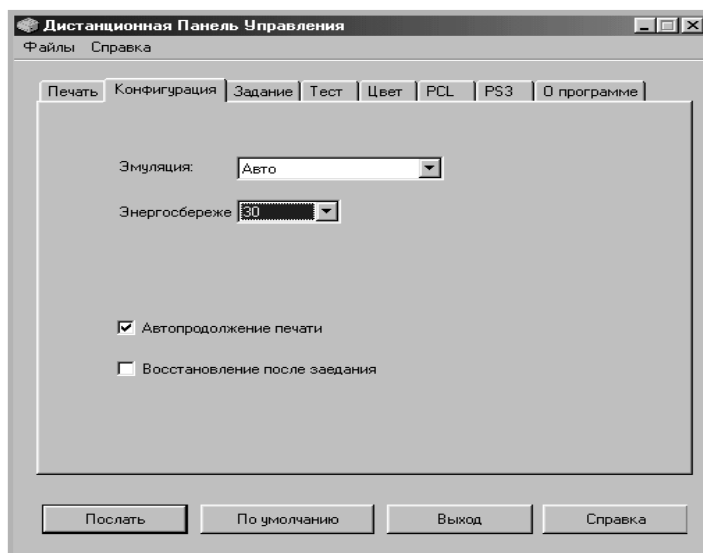 Дистанционная Панель Управления
Файлы Справка
Печать Конфигурация Задание Тест Цвет PCL PS3 О программе
Эмуляция: Авто
Энергосбереже 30
Автопродолжение печати
Восстановление после заедания
Послать По умолчанию Выход Справка